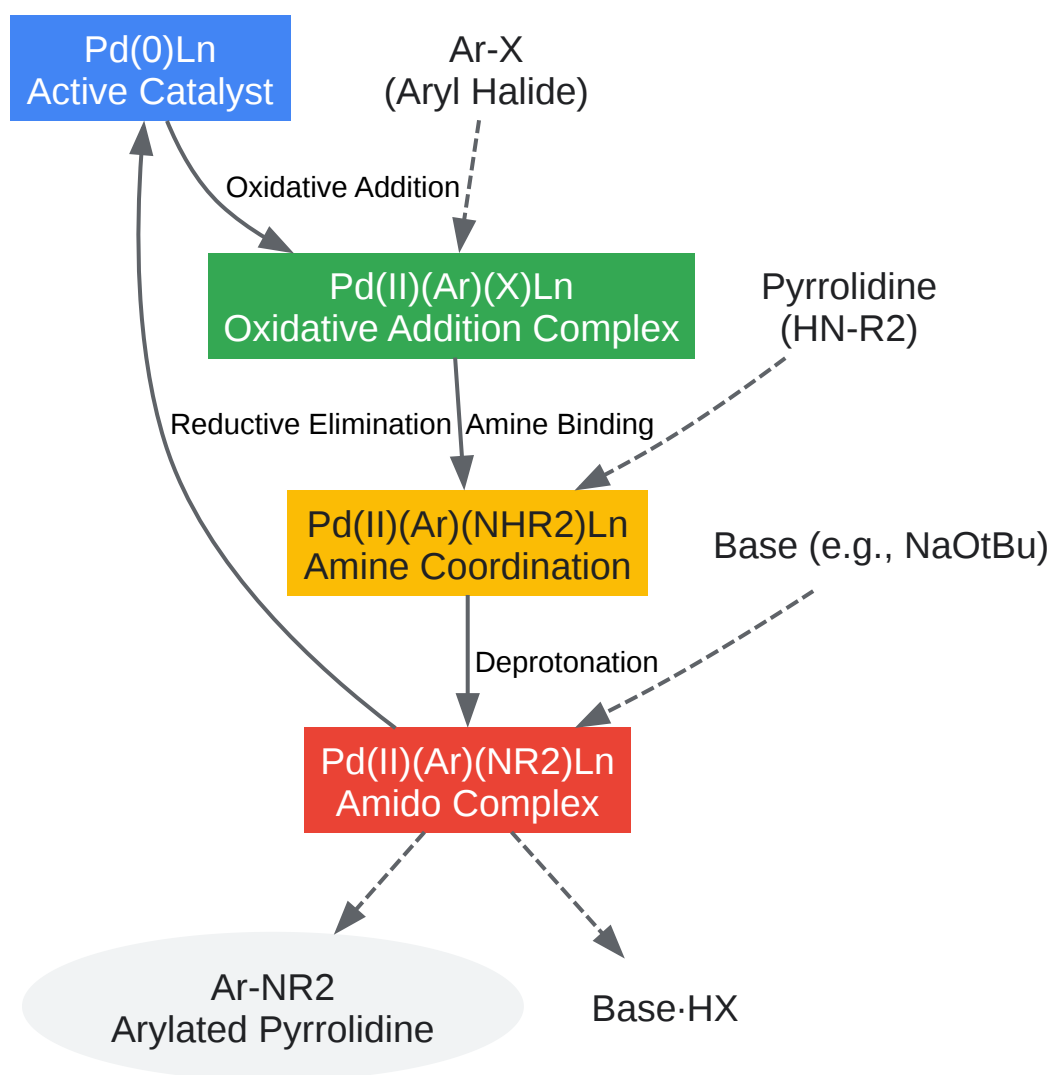 Pd(0)Ln
Active Catalyst
Ar-X
(Aryl Halide)
Oxidative Addition
Pd(II)(Ar)(X)Ln
Oxidative Addition Complex
Pyrrolidine
(HN-R2)
Reductive Elimination
Amine Binding
Pd(II)(Ar)(NHR2)Ln
Amine Coordination
Base (e.g., NaOtBu)
Deprotonation
Pd(II)(Ar)(NR2)Ln
Amido Complex
Ar-NR2
Arylated Pyrrolidine
Base·HX